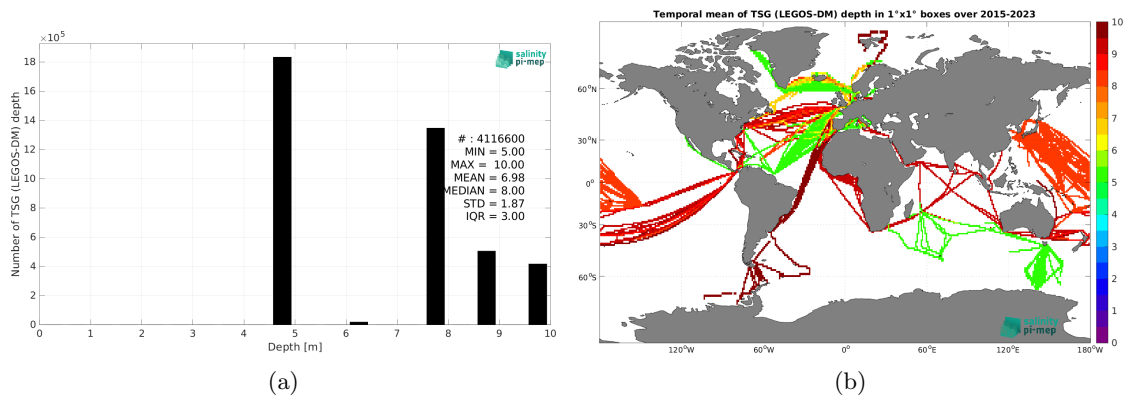 ×10⁵
18
16
14
12
10
8
6
4
2
0
Number of TSG (LEGOS-DM) depth
salinity
pi-mep
# : 4116600
MIN = 5.00
MAX = 10.00
MEAN = 6.98
MEDIAN = 8.00
STD = 1.87
IQR = 3.00
0 1 2 3 4 5 6 7 8 9 10
Depth [m]
(a)
Temporal mean of TSG (LEGOS-DM) depth in 1°x1° boxes over 2015-2023
60°N
30°N
0°
30°S
60°S
120°W 60°W 0° 60°E 120°E 180°W
salinity
pi-mep
10
9
8
7
6
5
4
3
2
1
0
(b)